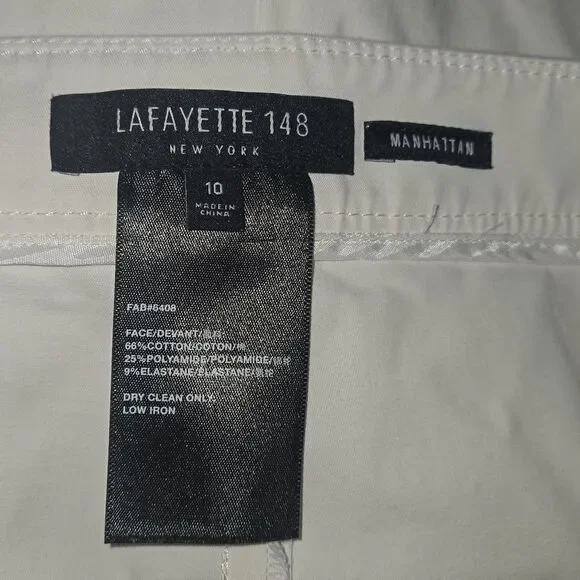 LAFAYETTE 148
NEW YORK
MANHATTAN
10
MADE IN
CHINA
FAB#6408
FACE/DEVANT/
66%COTTON/COTON/棉
25%POLYAMIDE/POLYAMIDE/
9%ELASTANE/ELASTANE/
DRY CLEAN ONLY.
LOW IRON